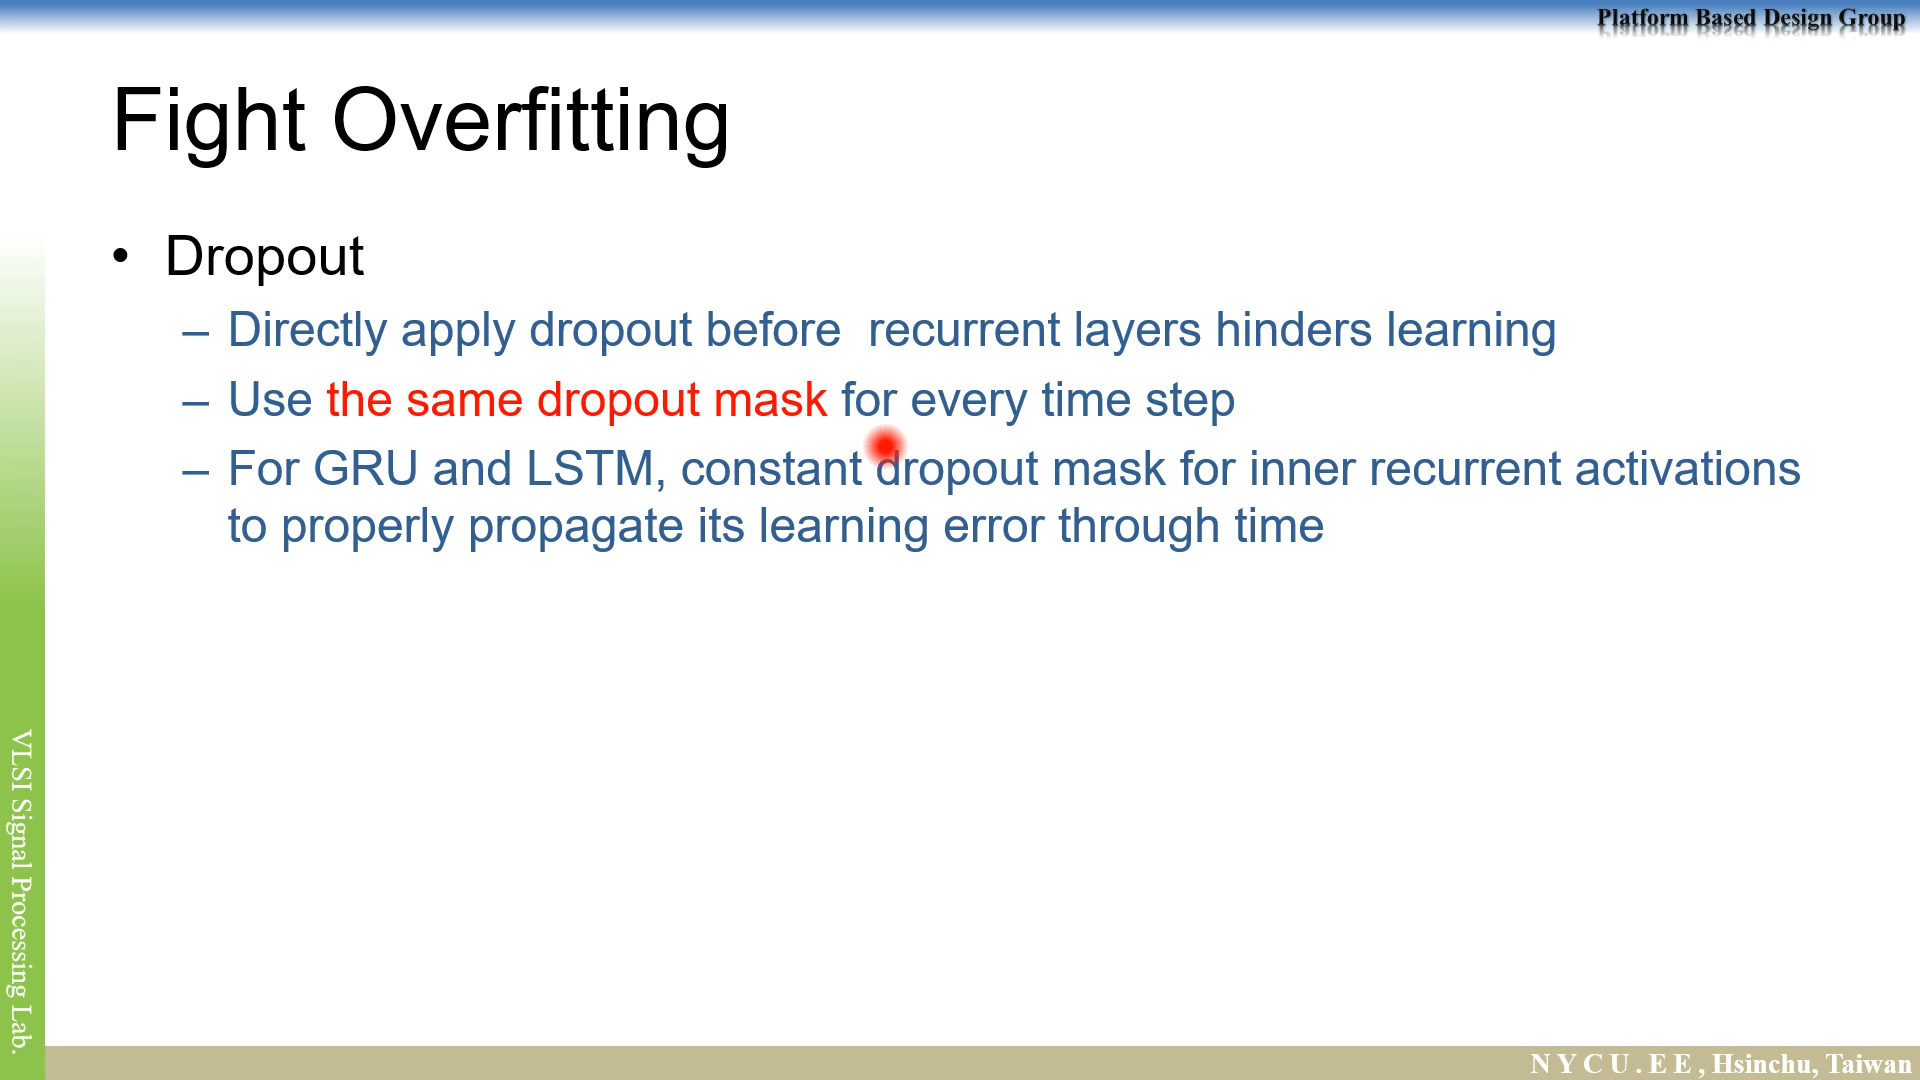 Platform Based Design Group
Fight Overfitting
• Dropout
– Directly apply dropout before  recurrent layers hinders learning
– Use the same dropout mask for every time step
– For GRU and LSTM, constant dropout mask for inner recurrent activations
to properly propagate its learning error through time
VLSI Signal Processing Lab.
NYCU.EE, Hsinchu, Taiwan